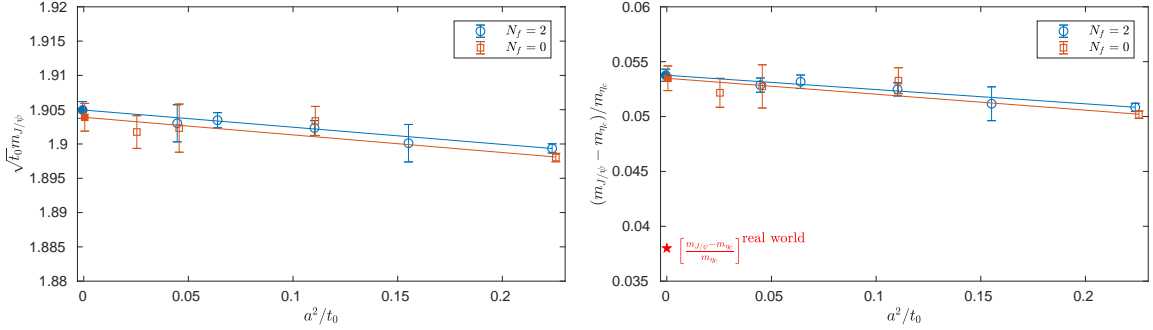 1.92
1.915
1.91
1.905
1.9
1.895
1.89
1.885
1.88
√t₀m_{J/ψ}
0
0.05
0.1
0.15
0.2
a²/t₀
N_f = 2
N_f = 0
0.06
0.055
0.05
0.045
0.04
0.035
(m_{J/ψ} − m_{η_c})/m_{η_c}
0
0.05
0.1
0.15
0.2
a²/t₀
N_f = 2
N_f = 0
[(m_{J/ψ}−m_{η_c})/m_{η_c}]^{real world}